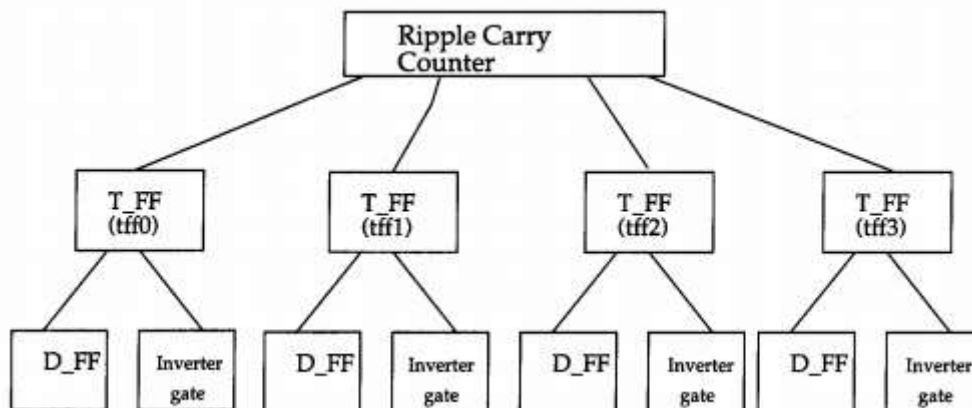 Ripple Carry
Counter
T_FF
(tff0)
T_FF
(tff1)
T_FF
(tff2)
T_FF
(tff3)
D_FF
Inverter
gate
D_FF
Inverter
gate
D_FF
Inverter
gate
D_FF
Inverter
gate